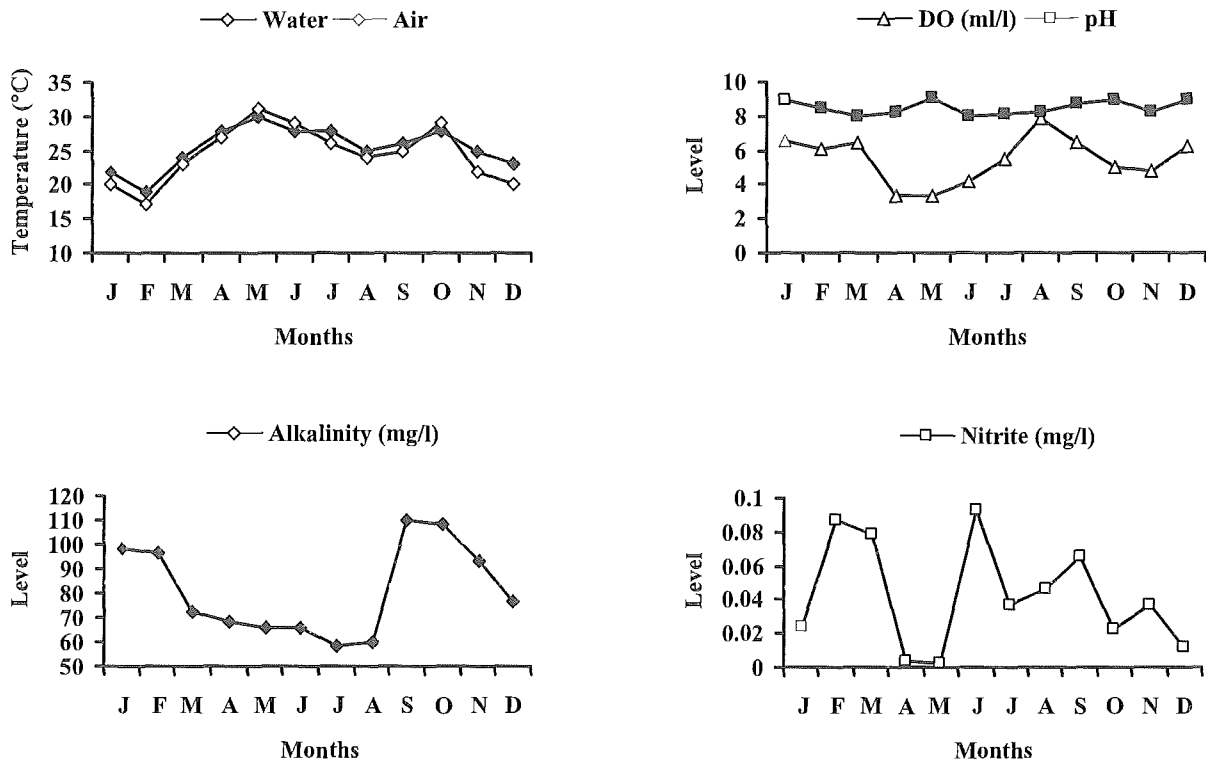 Water Air
Temperature (°C)
35
30
25
20
15
10
J F M A M J J A S O N D
Months
DO (ml/l) pH
Level
10
8
6
4
2
0
J F M A M J J A S O N D
Months
Alkalinity (mg/l)
Level
120
110
100
90
80
70
60
50
J F M A M J J A S O N D
Months
Nitrite (mg/l)
Level
0.1
0.08
0.06
0.04
0.02
0
J F M A M J J A S O N D
Months